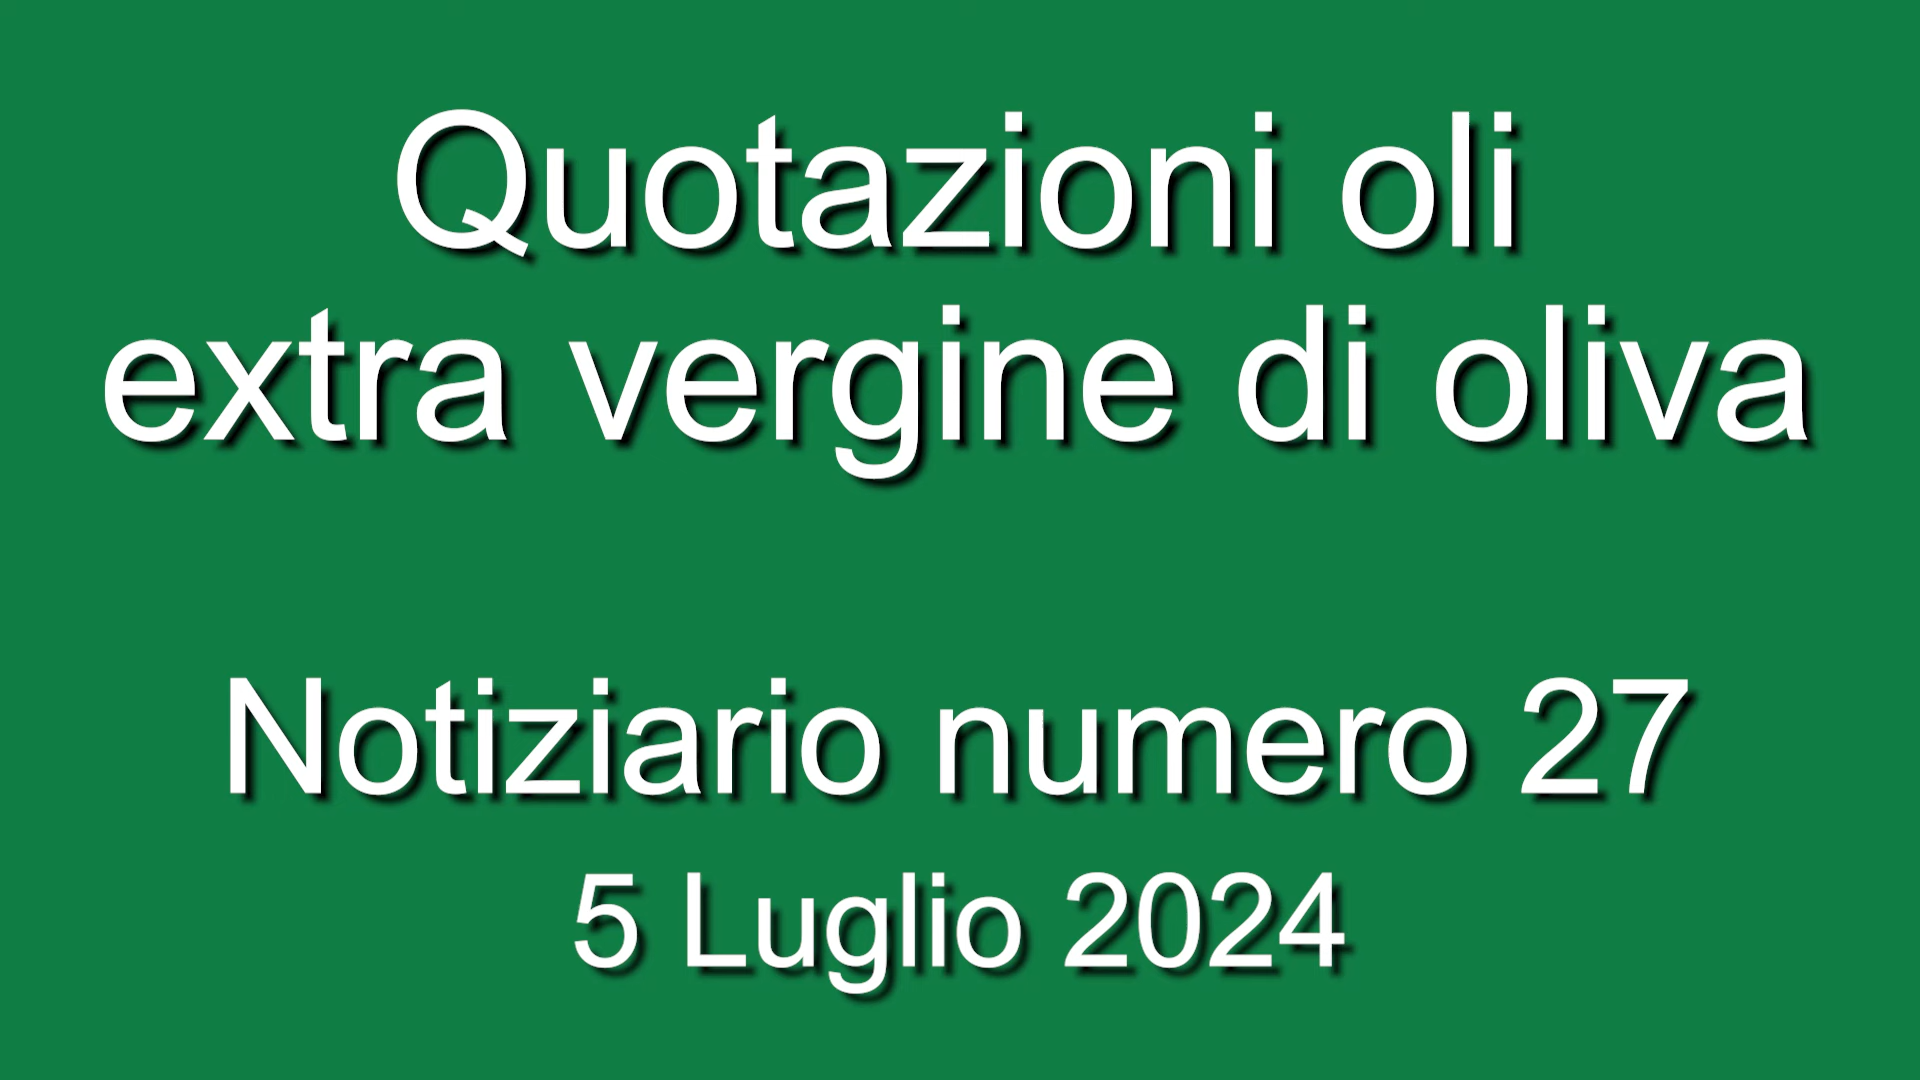 Quotazioni oli
extra vergine di oliva
Notiziario numero 27
5 Luglio 2024